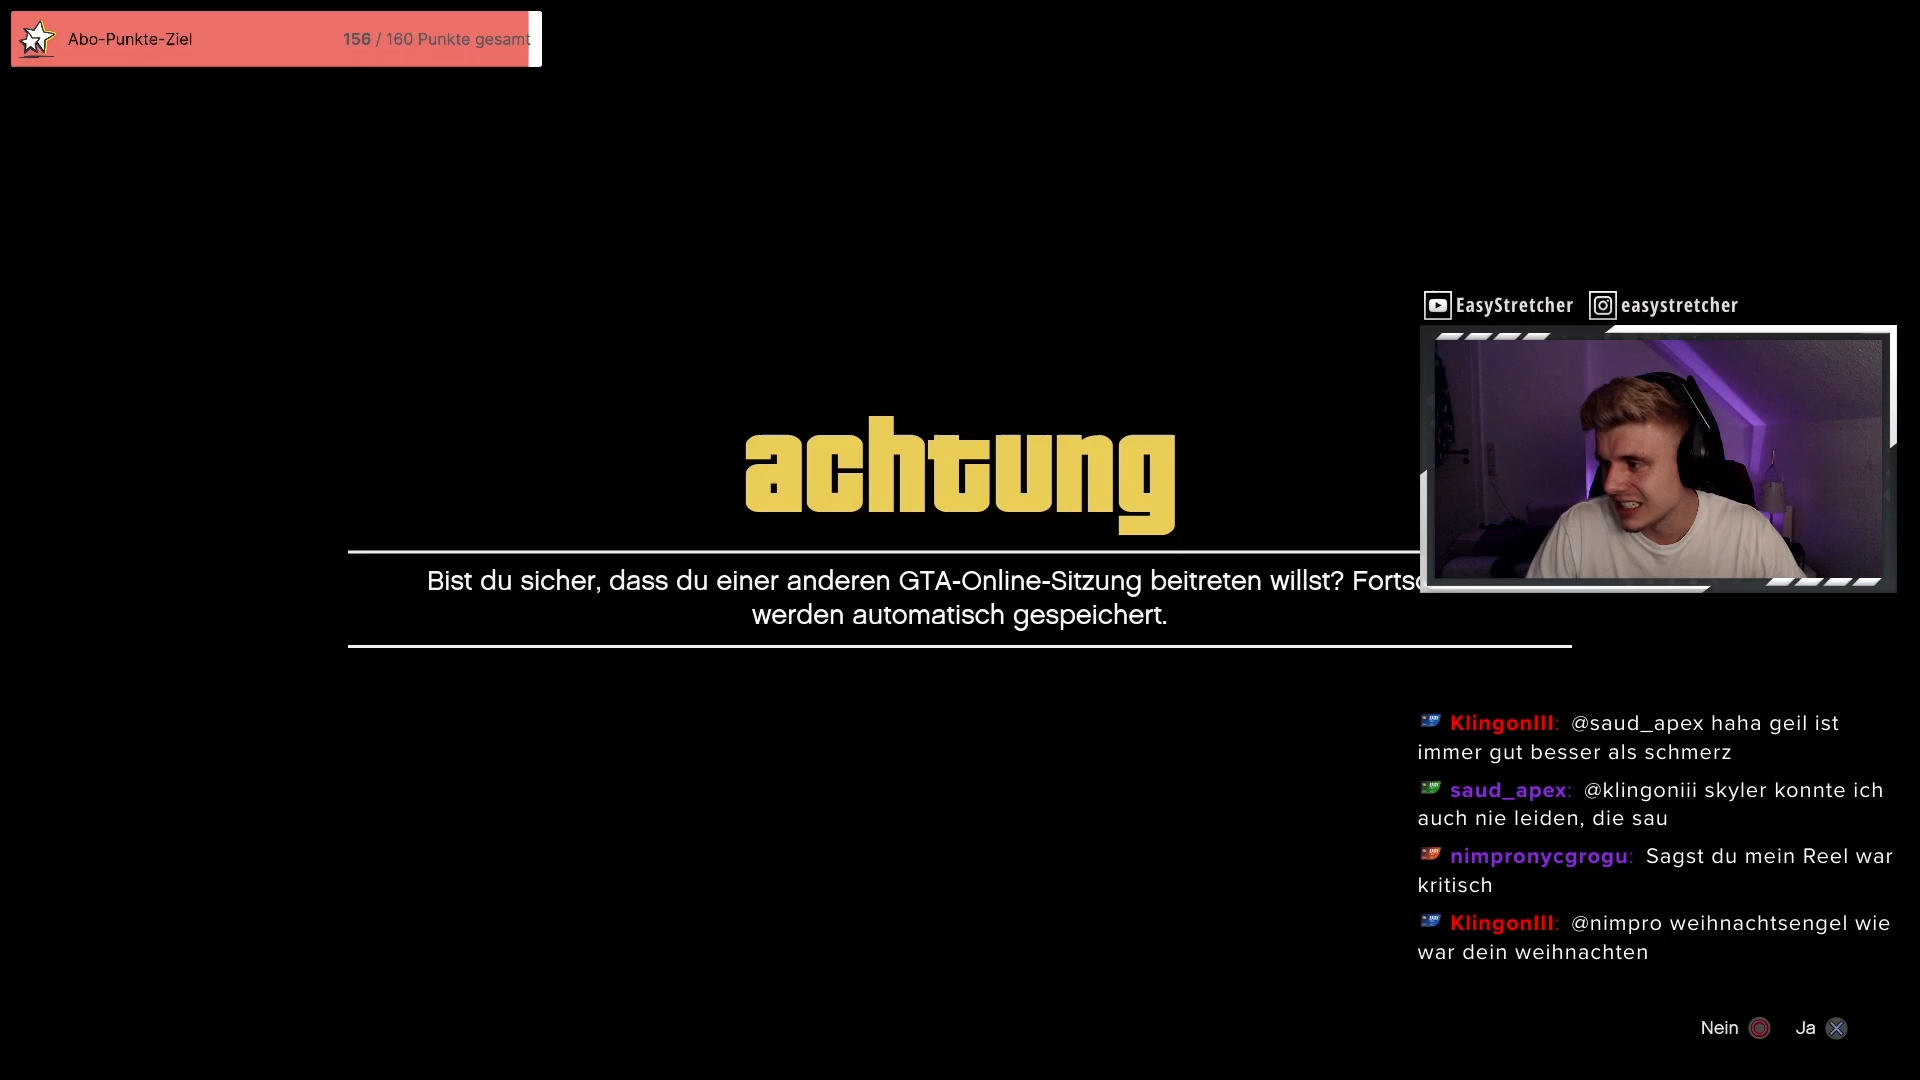 Abo-Punkte-Ziel 156 / 160 Punkte gesamt
EasyStretcher easystretcher
achtung
Bist du sicher, dass du einer anderen GTA-Online-Sitzung beitreten willst?
werden automatisch gespeichert.
KlingonIII: @saud_apex haha geil ist
immer gut besser als schmerz
saud_apex: @klingoniii skyler konnte ich
auch nie leiden, die sau
nimpronycgrogu: Sagst du mein Reel war
kritisch
KlingonIII: @nimpro weihnachtsengel wie
war dein weihnachten
Nein Ja